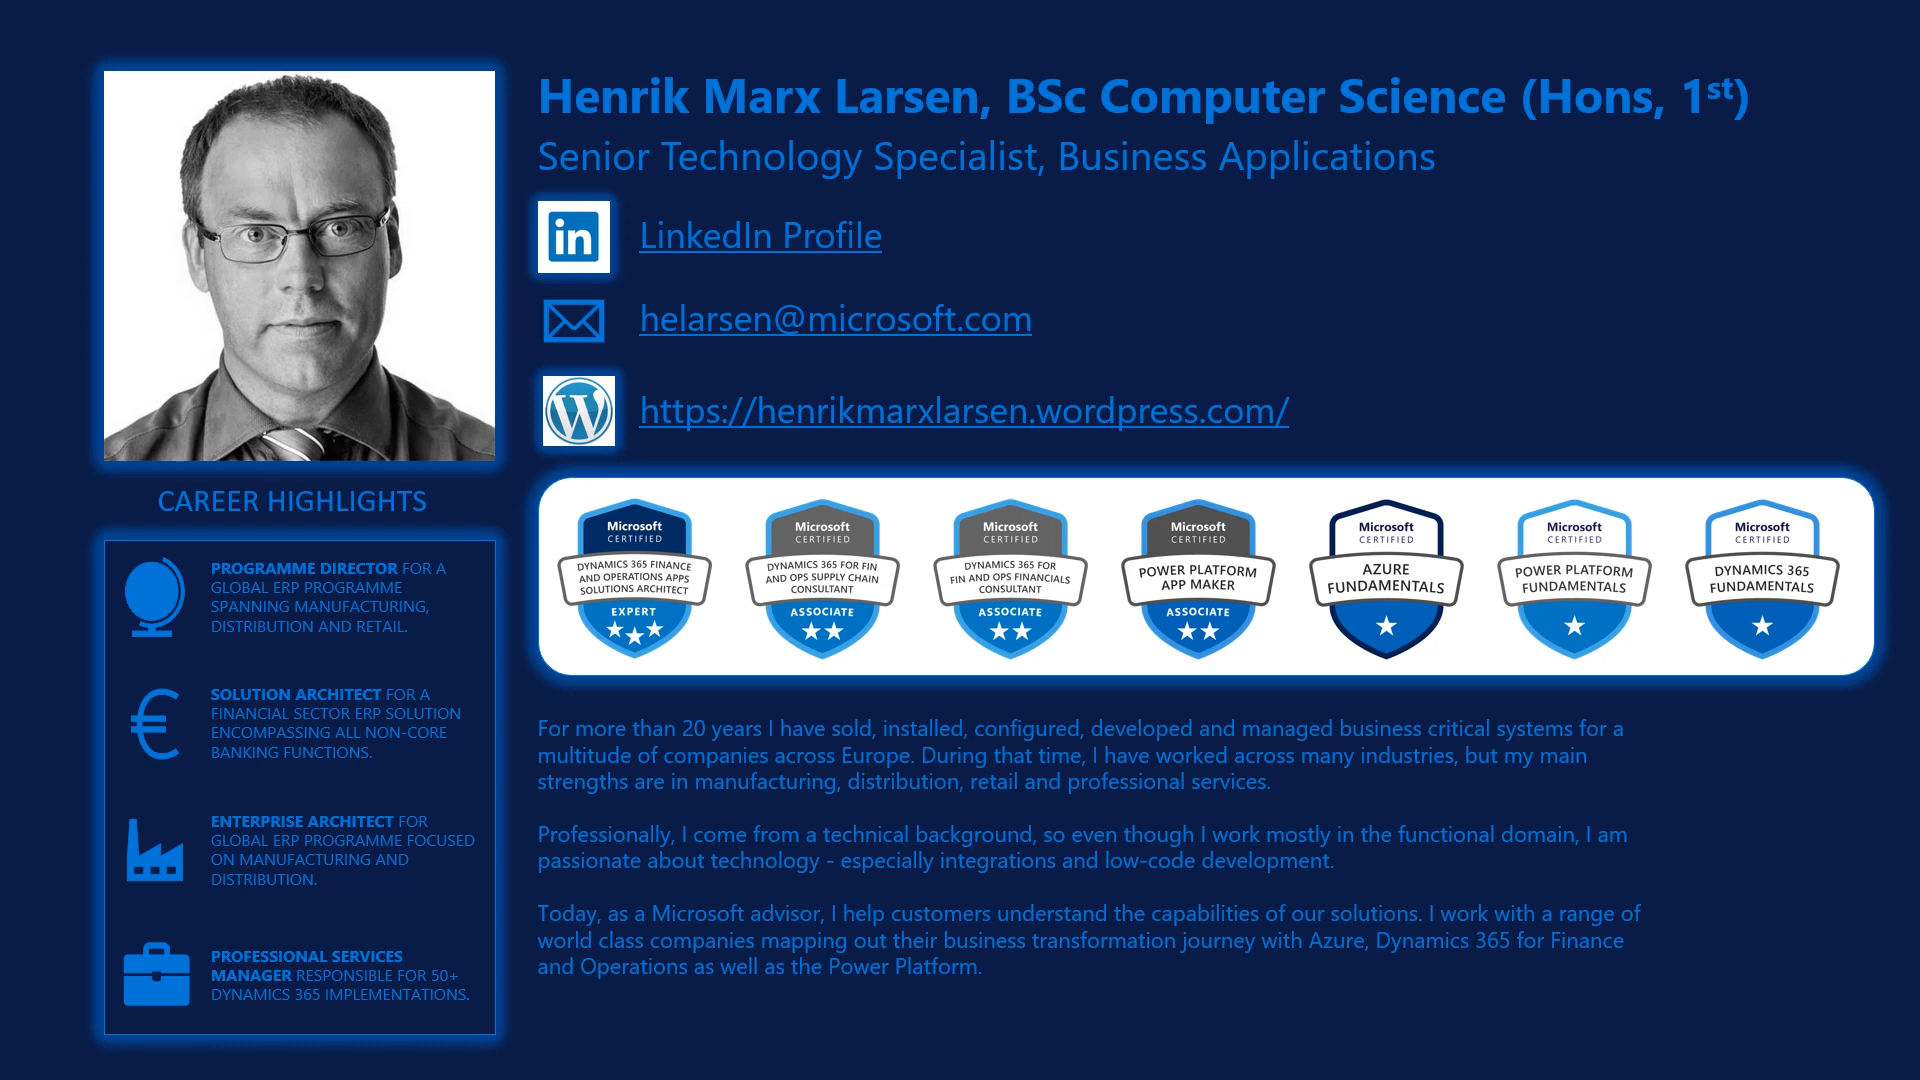 Henrik Marx Larsen, BSc Computer Science (Hons, 1st)
Senior Technology Specialist, Business Applications
in
LinkedIn Profile
helarsen@microsoft.com
W
https://henrikmarxlarsen.wordpress.com/
CAREER HIGHLIGHTS
PROGRAMME DIRECTOR FOR A
GLOBAL ERP PROGRAMME
SPANNING MANUFACTURING,
DISTRIBUTION AND RETAIL.
SOLUTION ARCHITECT FOR A
FINANCIAL SECTOR ERP SOLUTION
ENCOMPASSING ALL NON-CORE
BANKING FUNCTIONS.
ENTERPRISE ARCHITECT FOR
GLOBAL ERP PROGRAMME FOCUSED
ON MANUFACTURING AND
DISTRIBUTION.
PROFESSIONAL SERVICES
MANAGER RESPONSIBLE FOR 50+
DYNAMICS 365 IMPLEMENTATIONS.
Microsoft
CERTIFIED
DYNAMICS 365 FINANCE
AND OPERATIONS APPS
SOLUTIONS ARCHITECT
EXPERT
Microsoft
CERTIFIED
DYNAMICS 365 FOR FIN
AND OPS SUPPLY CHAIN
CONSULTANT
ASSOCIATE
Microsoft
CERTIFIED
DYNAMICS 365 FOR
FIN AND OPS FINANCIALS
CONSULTANT
ASSOCIATE
Microsoft
CERTIFIED
POWER PLATFORM
APP MAKER
ASSOCIATE
Microsoft
CERTIFIED
AZURE
FUNDAMENTALS
Microsoft
CERTIFIED
POWER PLATFORM
FUNDAMENTALS
Microsoft
CERTIFIED
DYNAMICS 365
FUNDAMENTALS
For more than 20 years I have sold, installed, configured, developed and managed business critical systems for a
multitude of companies across Europe. During that time, I have worked across many industries, but my main
strengths are in manufacturing, distribution, retail and professional services.
Professionally, I come from a technical background, so even though I work mostly in the functional domain, I am
passionate about technology - especially integrations and low-code development.
Today, as a Microsoft advisor, I help customers understand the capabilities of our solutions. I work with a range of
world class companies mapping out their business transformation journey with Azure, Dynamics 365 for Finance
and Operations as well as the Power Platform.